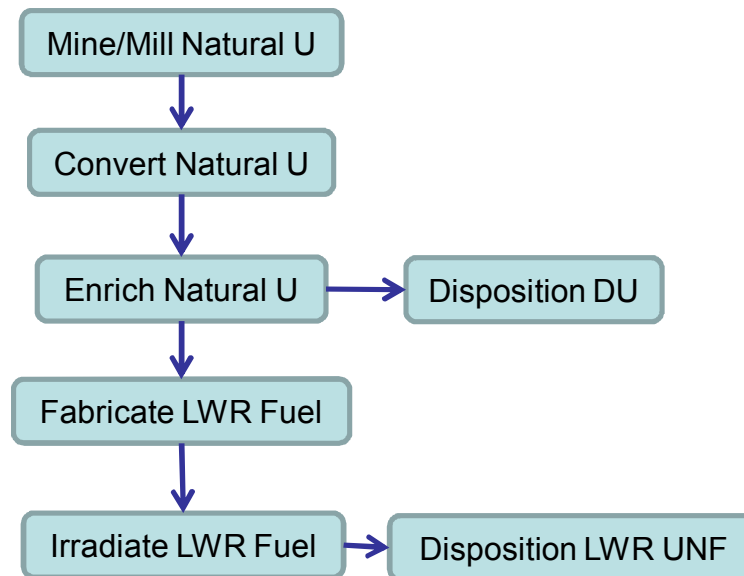 Mine/Mill Natural U
Convert Natural U
Enrich Natural U
Disposition DU
Fabricate LWR Fuel
Irradiate LWR Fuel
Disposition LWR UNF